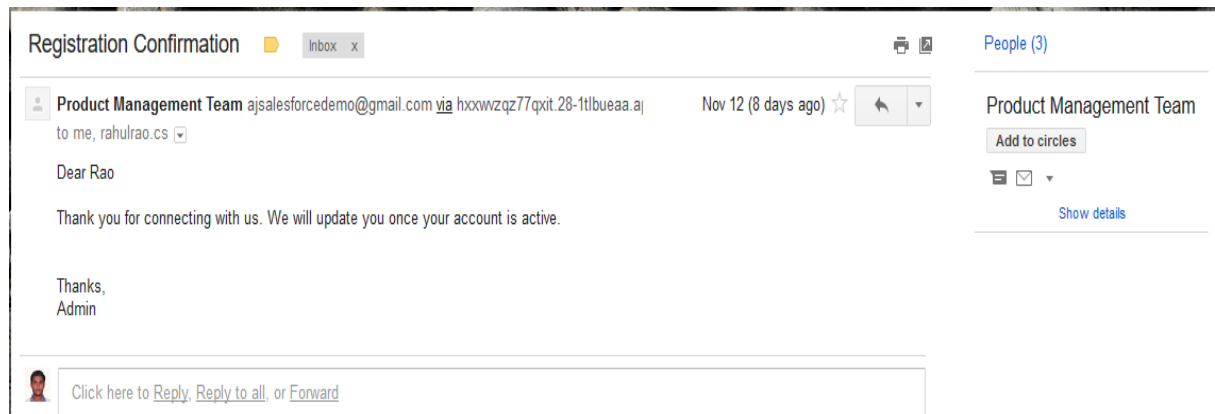 Registration Confirmation
Inbox x
People (3)
Product Management Team ajsalesforcedemo@gmail.com via hxxwvzqz77qxit.28-1tlbueaa.a
Nov 12 (8 days ago)
to me, rahulrao.cs
Product Management Team
Add to circles
Show details
Dear Rao
Thank you for connecting with us. We will update you once your account is active.
Thanks,
Admin
Click here to Reply, Reply to all, or Forward